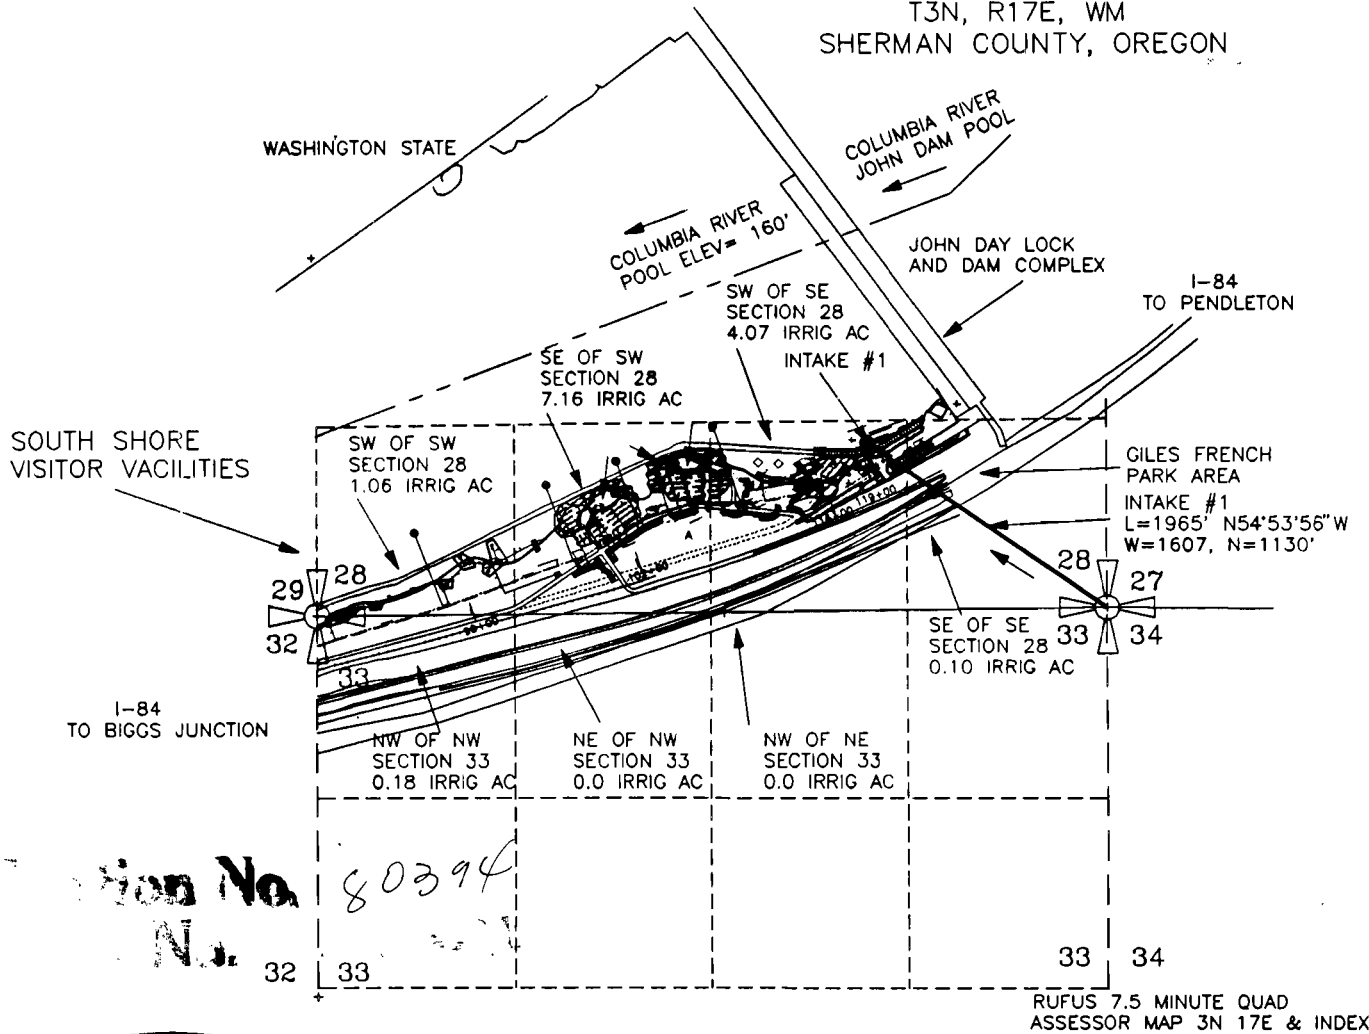 T3N, R17E, WM
SHERMAN COUNTY, OREGON
COLUMBIA RIVER
JOHN DAM POOL
WASHINGTON STATE
COLUMBIA RIVER
POOL ELEV= 160'
JOHN DAY LOCK
AND DAM COMPLEX
I-84
TO PENDLETON
SW OF SE
SECTION 28
4.07 IRRIG AC
INTAKE #1
SE OF SW
SECTION 28
7.16 IRRIG AC
SOUTH SHORE
VISITOR VACILITIES
SW OF SW
SECTION 28
1.06 IRRIG AC
GILES FRENCH
PARK AREA
INTAKE #1
L=1965' N54°53'56"W
W=1607, N=1130'
119+00
A
29 28
32 33
28 27
33 34
SE OF SE
SECTION 28
0.10 IRRIG AC
I-84
TO BIGGS JUNCTION
NW OF NW
SECTION 33
0.18 IRRIG AC
NE OF NW
SECTION 33
0.0 IRRIG AC
NW OF NE
SECTION 33
0.0 IRRIG AC
No. 80394
No.
32 33
33 34
RUFUS 7.5 MINUTE QUAD
ASSESSOR MAP 3N 17E & INDEX